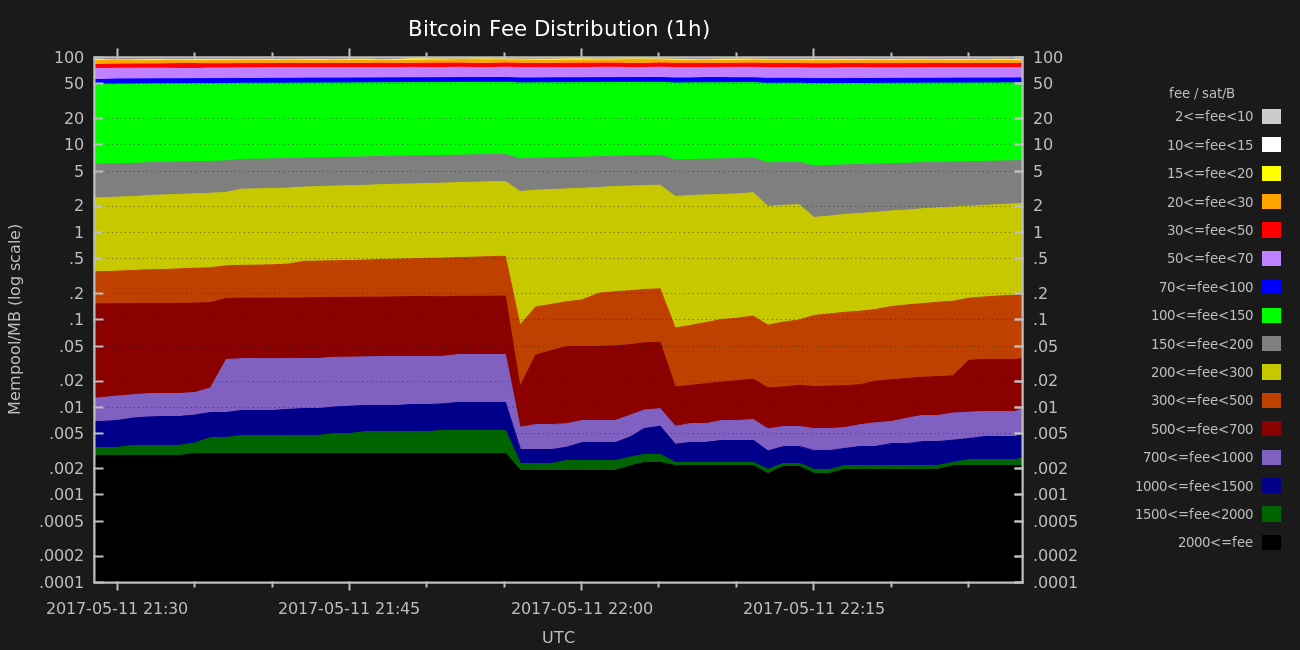 Bitcoin Fee Distribution (1h)
100
50
20
10
5
2
1
.5
.2
.1
.05
.02
.01
.005
.002
.001
.0005
.0002
.0001
Mempool/MB (log scale)
100
50
20
10
5
2
1
.5
.2
.1
.05
.02
.01
.005
.002
.001
.0005
.0002
.0001
2017-05-11 21:30
2017-05-11 21:45
2017-05-11 22:00
2017-05-11 22:15
UTC
fee / sat/B
2<=fee<10
10<=fee<15
15<=fee<20
20<=fee<30
30<=fee<50
50<=fee<70
70<=fee<100
100<=fee<150
150<=fee<200
200<=fee<300
300<=fee<500
500<=fee<700
700<=fee<1000
1000<=fee<1500
1500<=fee<2000
2000<=fee